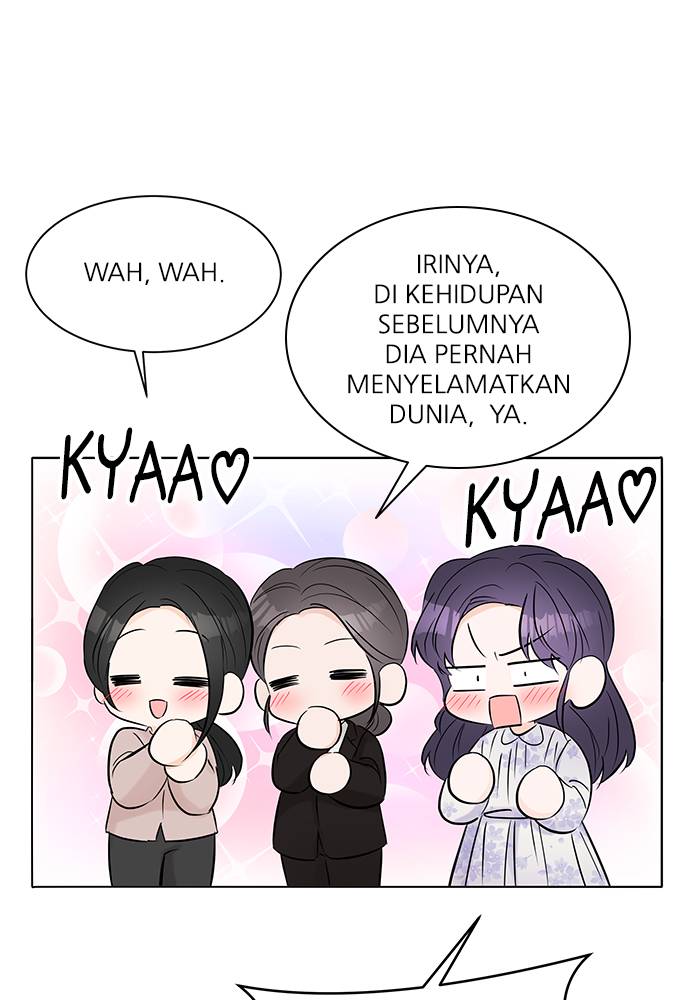 WAH, WAH.
IRINYA,
DI KEHIDUPAN
SEBELUMNYA
DIA PERNAH
MENYELAMATKAN
DUNIA, YA.
KYAA♡
KYAA♡